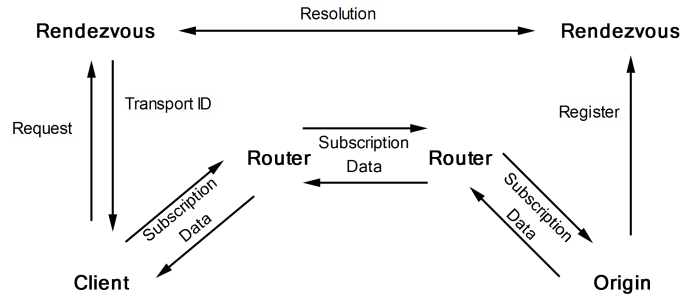 Resolution
Rendezvous
Rendezvous
Transport ID
Request
Register
Router
Subscription
Data
Router
Subscription
Data
Subscription
Data
Client
Origin